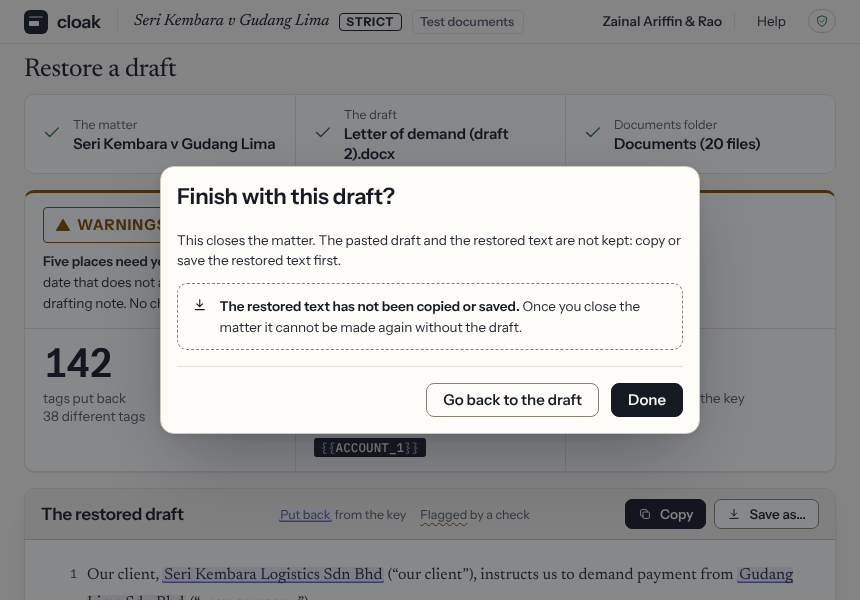 cloak
Seri Kembara v Gudang Lima
STRICT
Test documents
Zainal Ariffin & Rao
Help
Restore a draft
The matter
Seri Kembara v Gudang Lima
The draft
Letter of demand (draft
2).docx
Documents folder
Documents (20 files)
WARNINGS
Five places need
date that does not
drafting note. No
142
tags put back
38 different tags
the key
{{ACCOUNT_1}}
Finish with this draft?
This closes the matter. The pasted draft and the restored text are not kept: copy or
save the restored text first.
The restored text has not been copied or saved. Once you close the
matter it cannot be made again without the draft.
Go back to the draft
Done
The restored draft
Put back from the key
Flagged by a check
Copy
Save as...
1 Our client, Seri Kembara Logistics Sdn Bhd (“our client”), instructs us to demand payment from Gudang